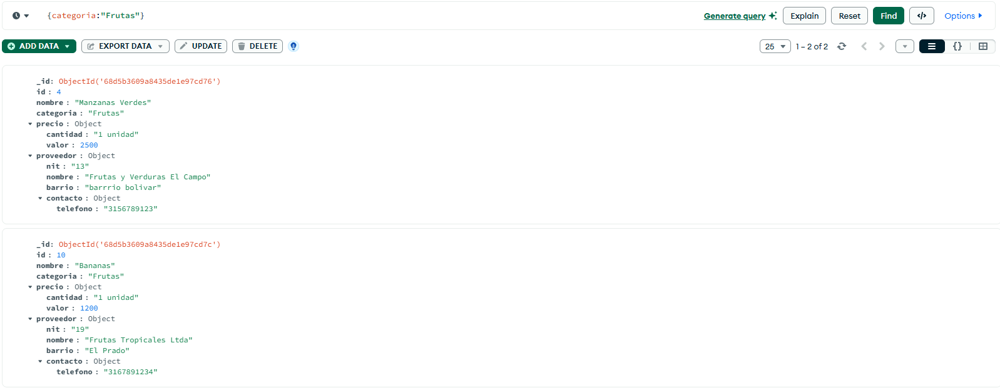 {categoria:"Frutas"} Generate query Explain Reset Find </> Options
ADD DATA EXPORT DATA UPDATE DELETE 25 1 – 2 of 2 {}
_id: ObjectId('68d5b3609a8435de1e97cd76')
id : 4
nombre : "Manzanas Verdes"
categoria : "Frutas"
precio : Object
cantidad : "1 unidad"
valor : 2500
proveedor : Object
nit : "13"
nombre : "Frutas y Verduras El Campo"
barrio : "barrrio bolivar"
contacto : Object
telefono : "3156789123"
_id: ObjectId('68d5b3609a8435de1e97cd7c')
id : 10
nombre : "Bananas"
categoria : "Frutas"
precio : Object
cantidad : "1 unidad"
valor : 1200
proveedor : Object
nit : "19"
nombre : "Frutas Tropicales Ltda"
barrio : "El Prado"
contacto : Object
telefono : "3167891234"